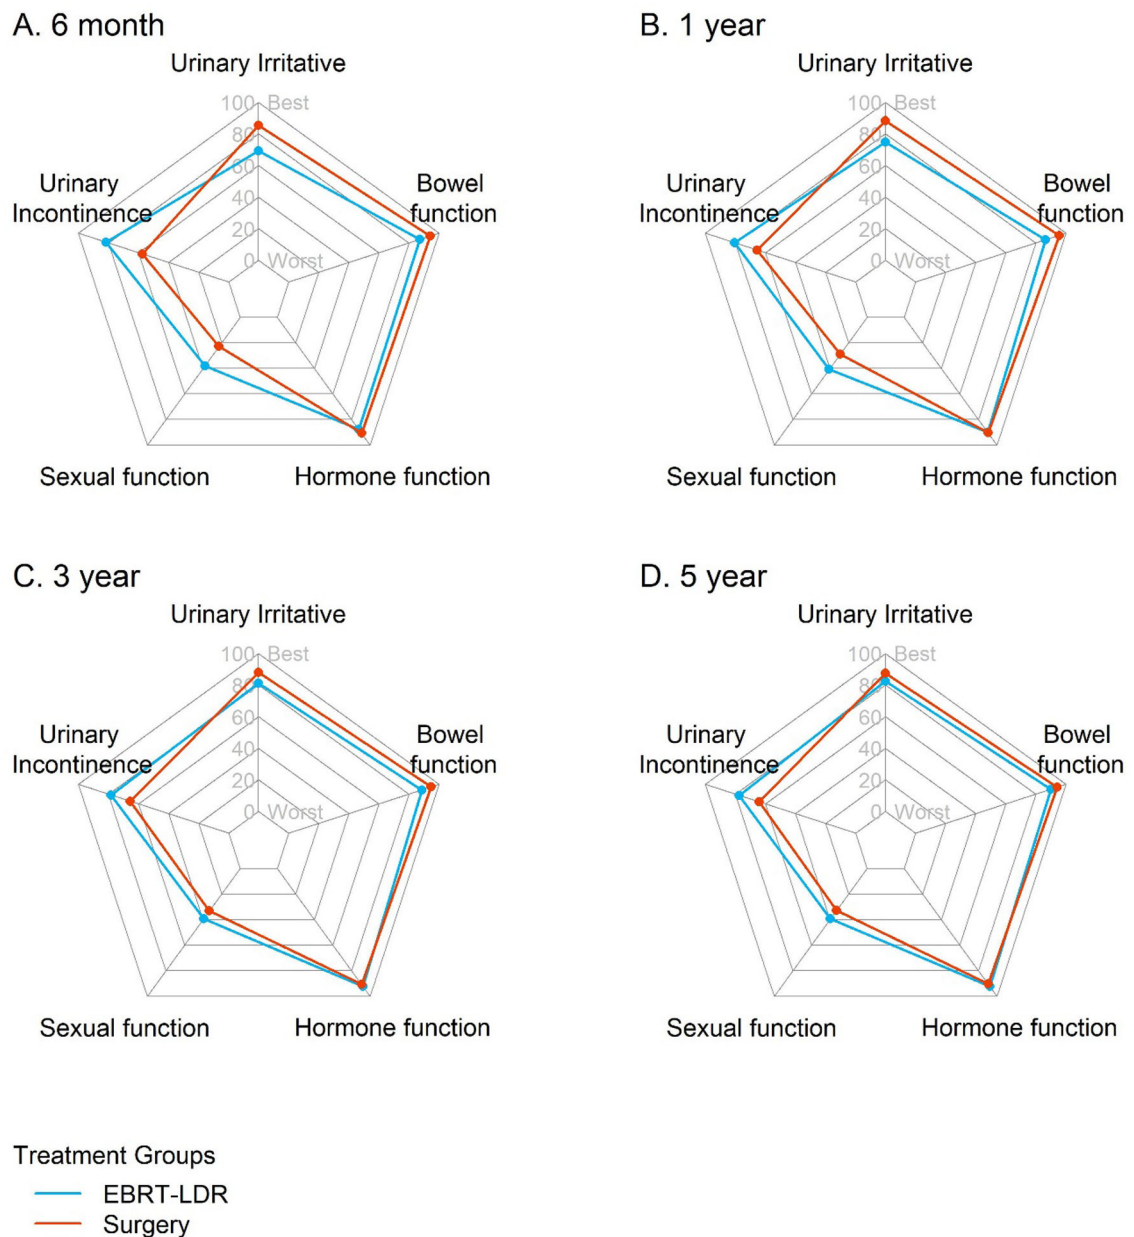 A. 6 month
Urinary Irritative
100 Best
80
60
40
20
0 Worst
Urinary
Incontinence
Bowel
function
Sexual function
Hormone function
B. 1 year
Urinary Irritative
100 Best
80
60
40
20
0 Worst
Urinary
Incontinence
Bowel
function
Sexual function
Hormone function
C. 3 year
Urinary Irritative
100 Best
80
60
40
20
0 Worst
Urinary
Incontinence
Bowel
function
Sexual function
Hormone function
D. 5 year
Urinary Irritative
100 Best
80
60
40
20
0 Worst
Urinary
Incontinence
Bowel
function
Sexual function
Hormone function
Treatment Groups
EBRT-LDR
Surgery